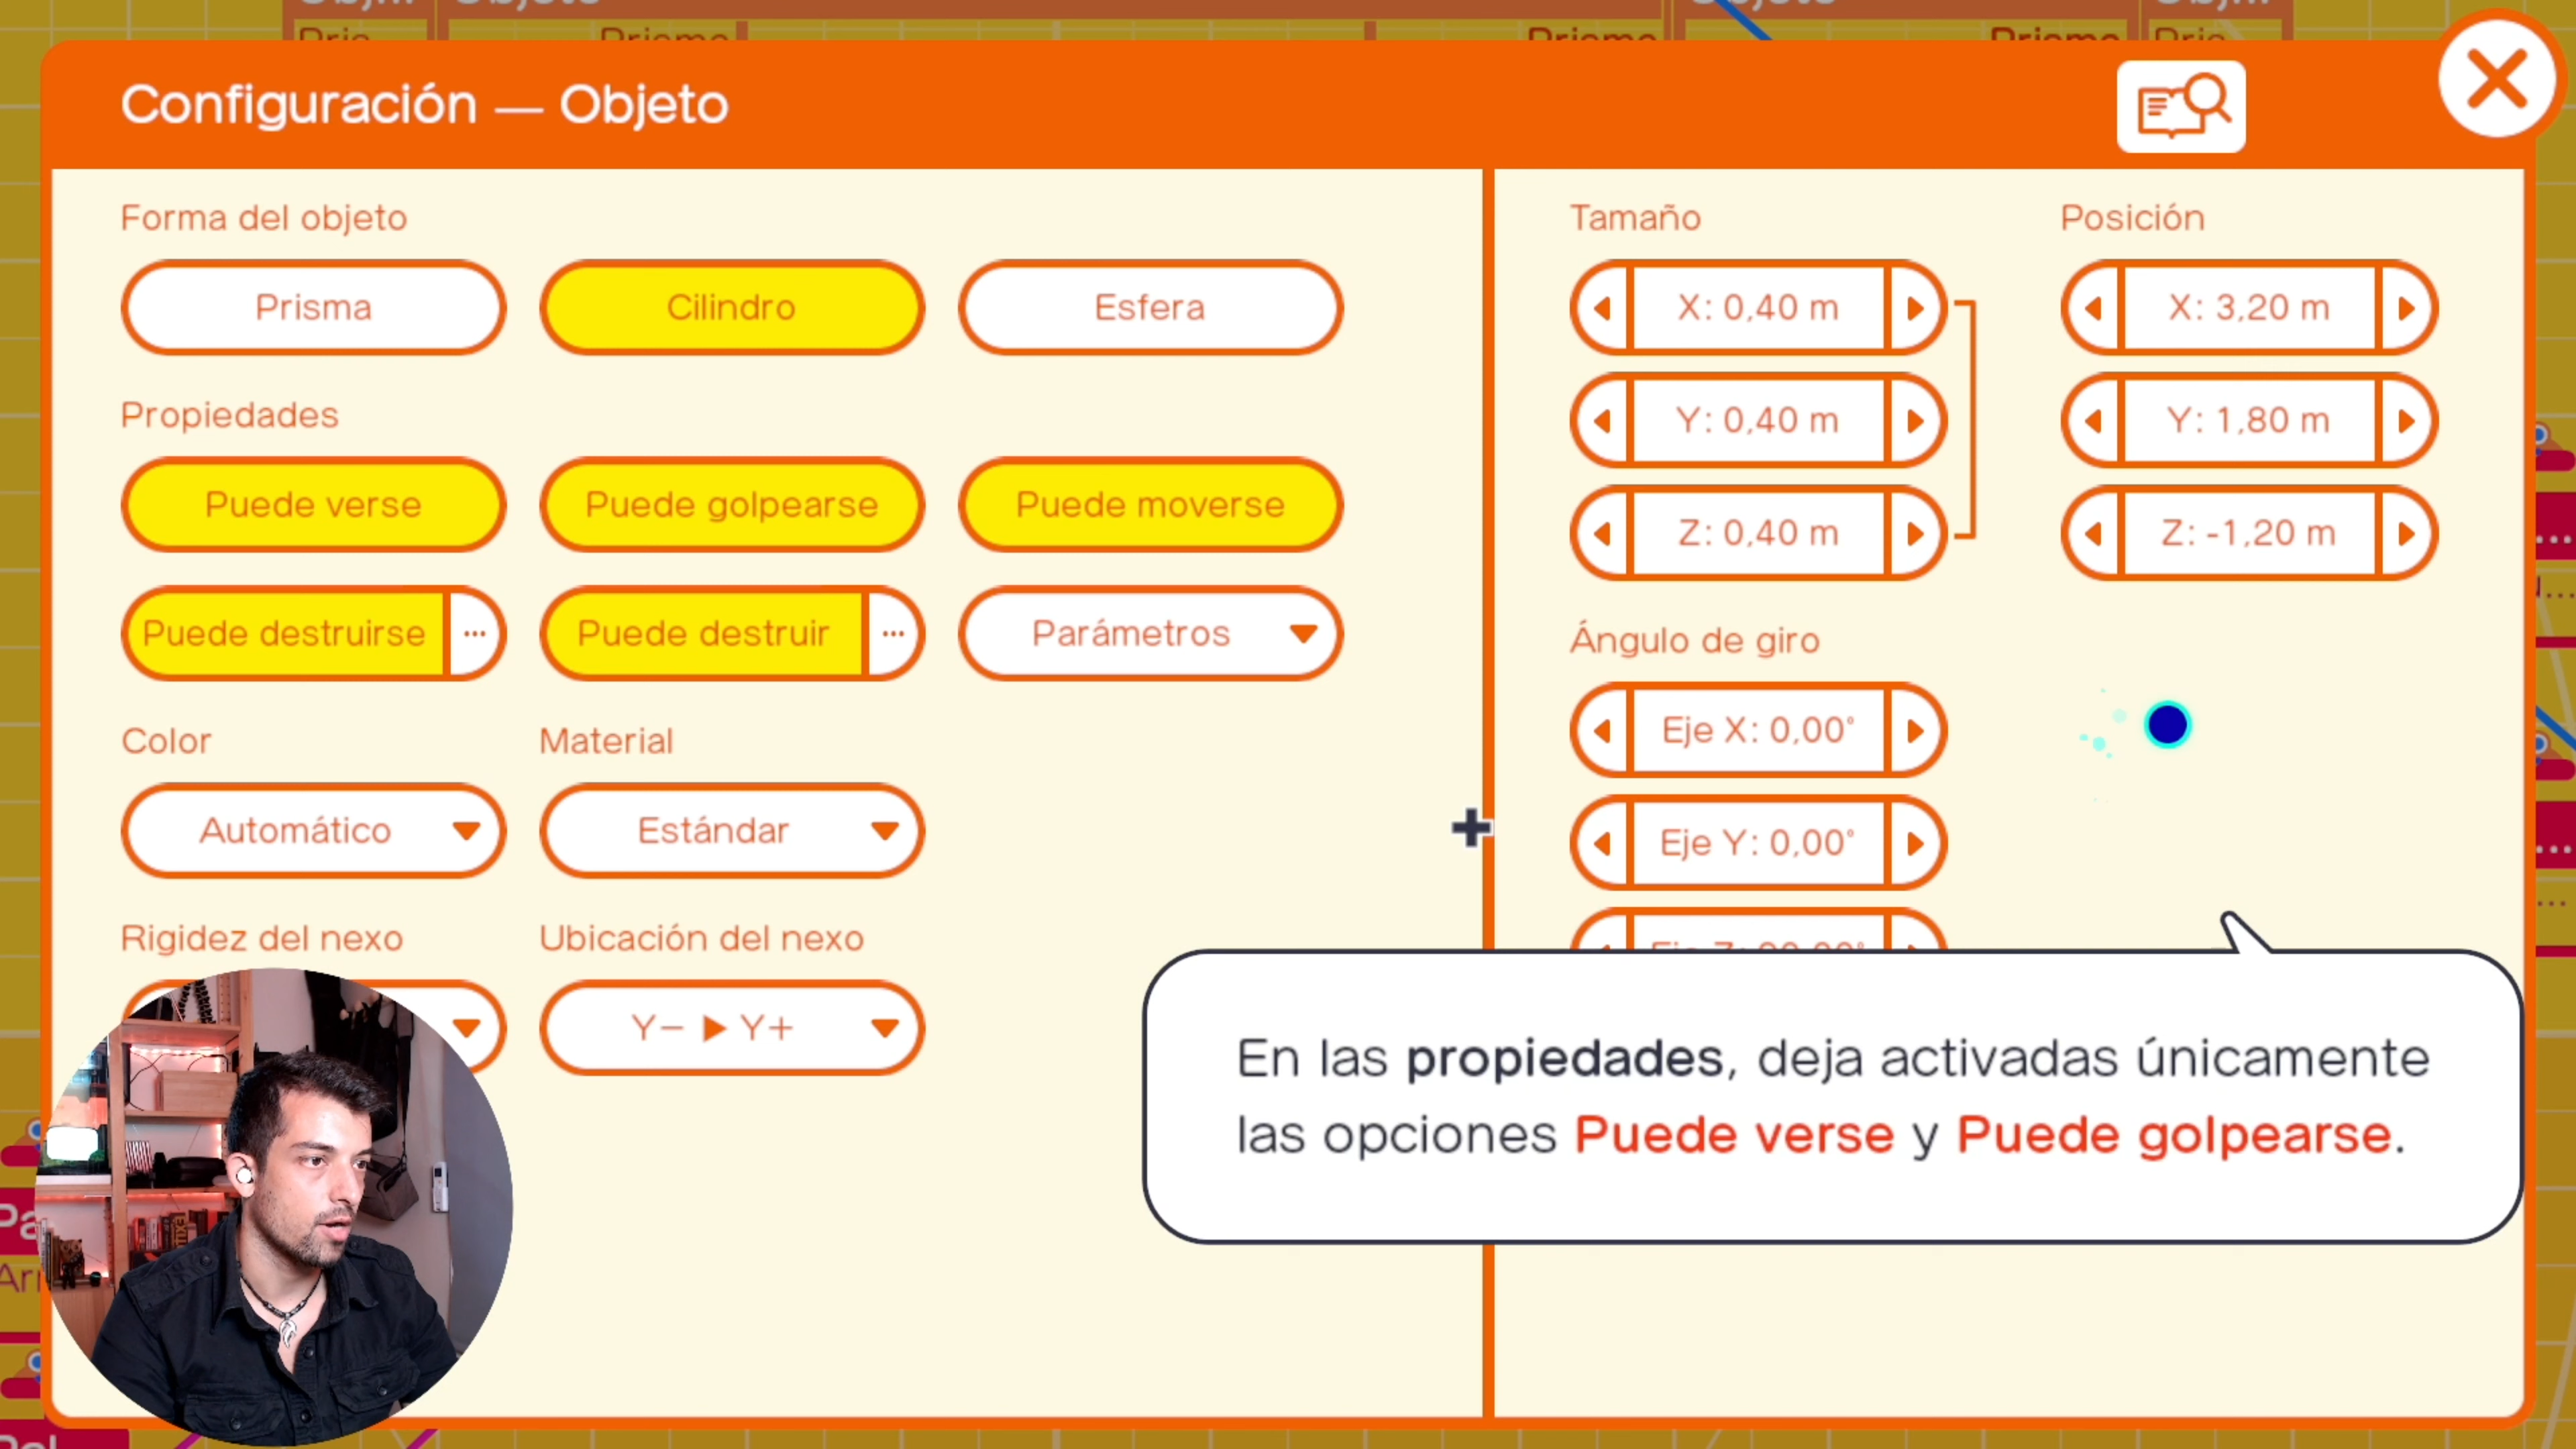 Configuración — Objeto
Forma del objeto
Prisma
Cilindro
Esfera
Propiedades
Puede verse
Puede golpearse
Puede moverse
Puede destruirse ...
Puede destruir ...
Parámetros
Color
Material
Automático
Estándar
Rigidez del nexo
Ubicación del nexo
Y− ▶ Y+
Tamaño
X: 0,40 m
Y: 0,40 m
Z: 0,40 m
Posición
X: 3,20 m
Y: 1,80 m
Z: -1,20 m
Ángulo de giro
Eje X: 0,00°
Eje Y: 0,00°
En las propiedades, deja activadas únicamente
las opciones Puede verse y Puede golpearse.